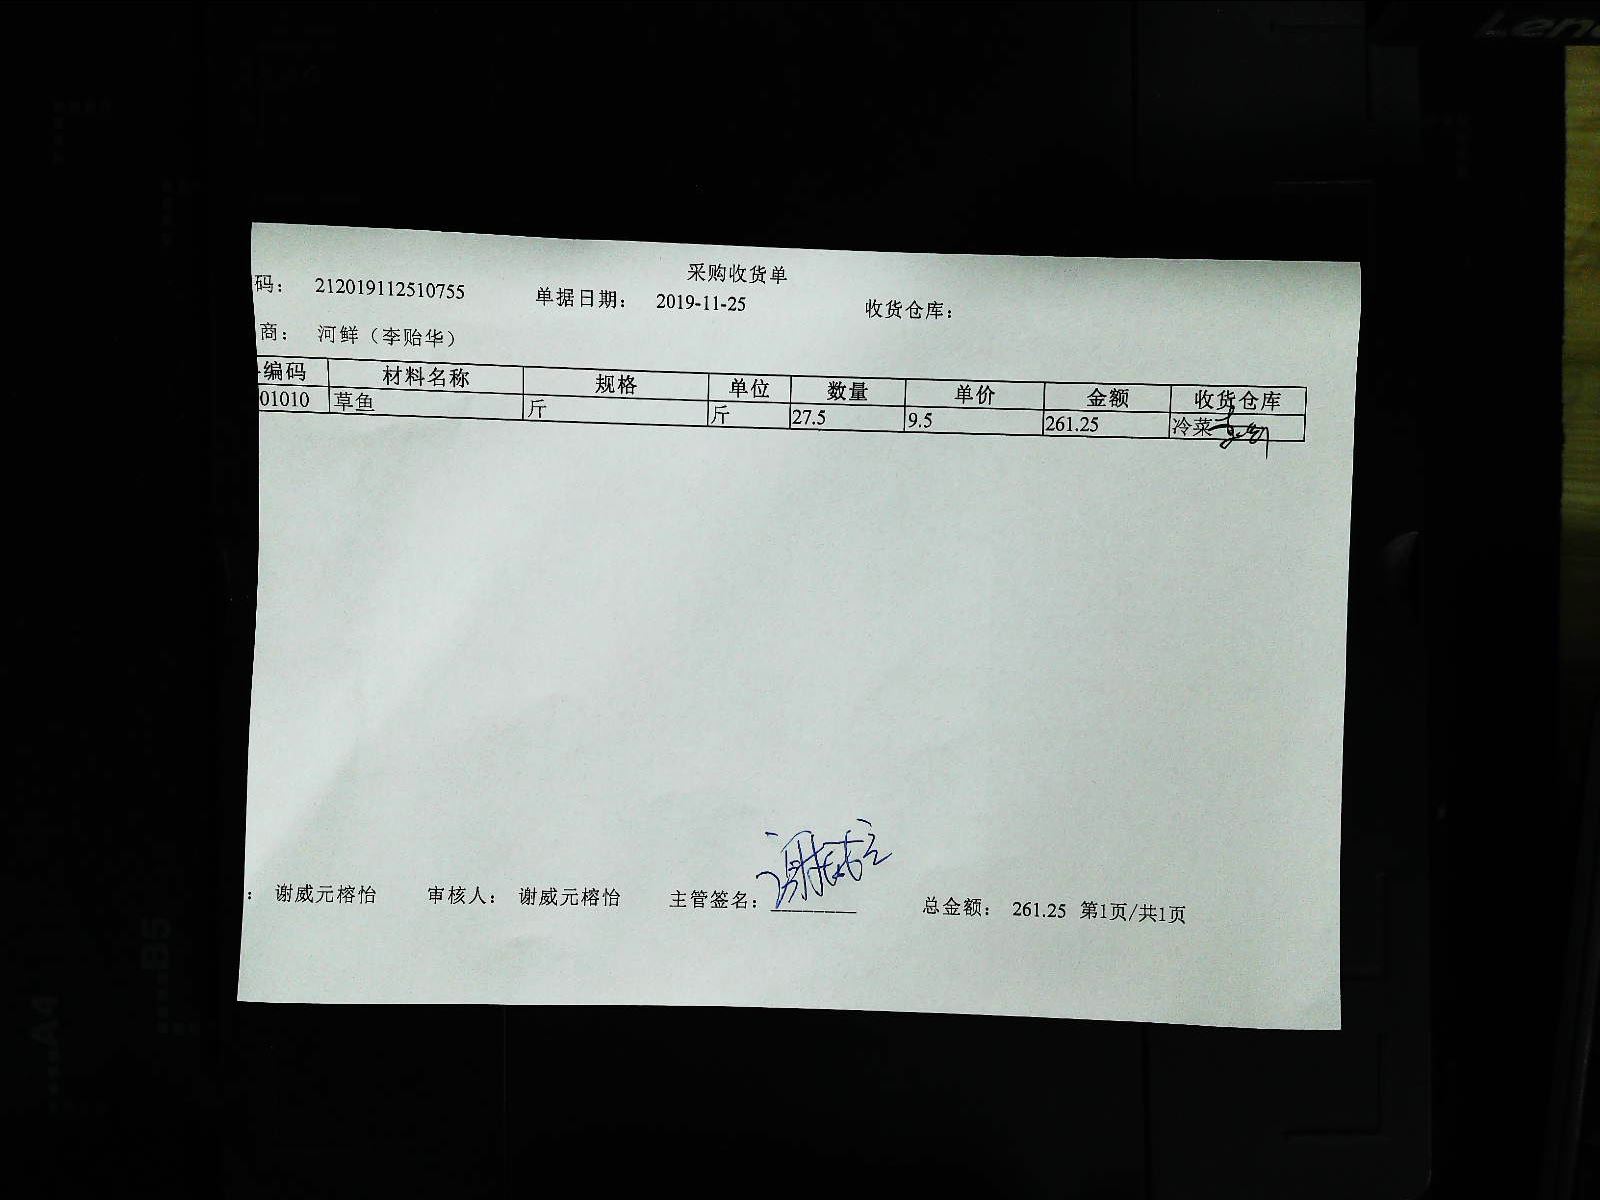 采购收货单
码： 212019112510755 单据日期： 2019-11-25 收货仓库：
商： 河鲜（李贻华）
编码 材料名称 规格 单位 数量 单价 金额 收货仓库
01010 草鱼 斤 斤 27.5 9.5 261.25 冷菜
： 谢威元榕怡 审核人： 谢威元榕怡 主管签名： 总金额： 261.25 第1页/共1页
B5
A4